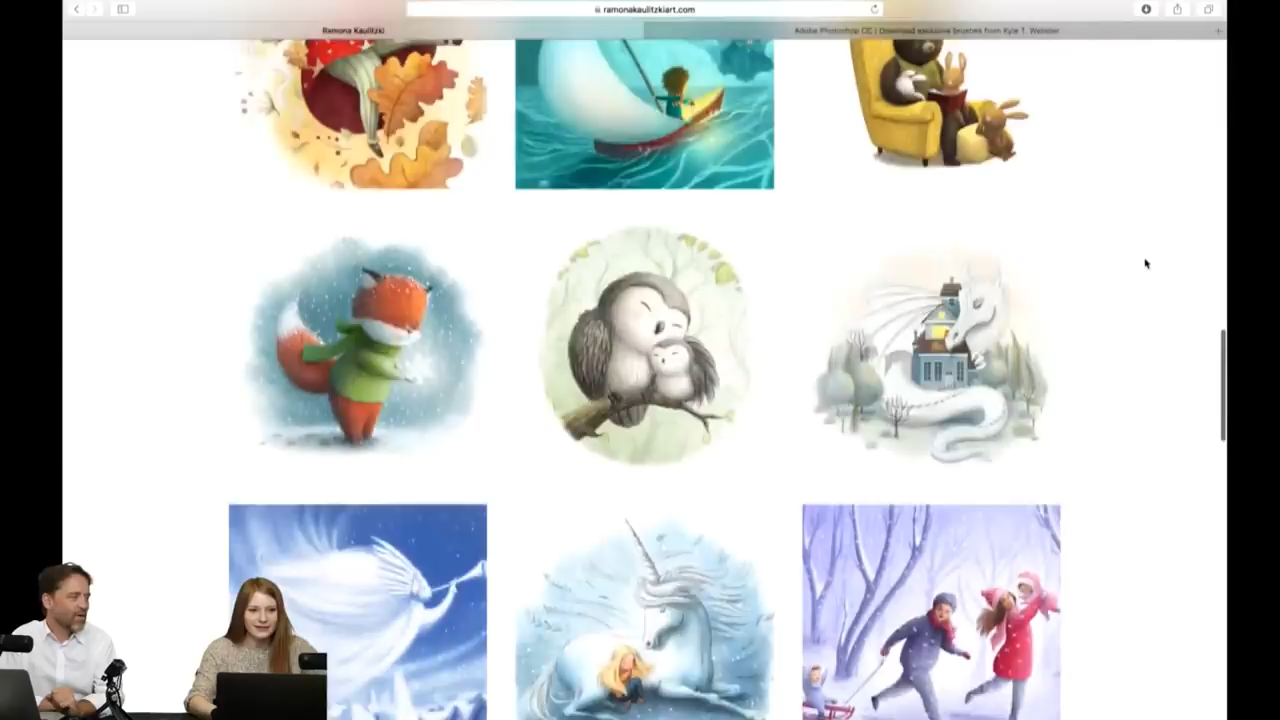 ramonakaulitzkiart.com
Ramona Kaulitzki
Adobe Photoshop CC | Download exclusive brushes from Kyle T. Webster